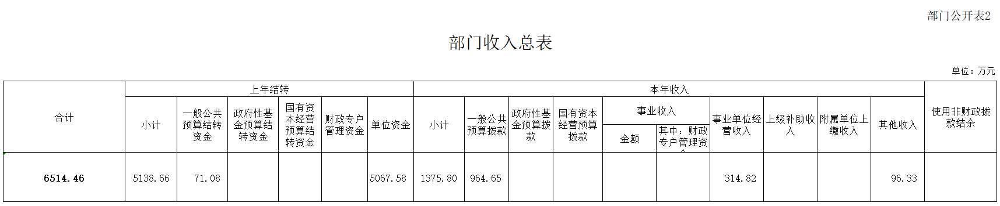 部门公开表2
部门收入总表
单位：万元
合计
上年结转
本年收入
使用非财政拨
款结余
小计
一般公共
预算结转
资金
政府性基
金预算结
转资金
国有资
本经营
预算结
转资金
财政专户
管理资金
单位资金
小计
一般公共
预算拨款
政府性基
金预算拨
款
国有资本
经营预算
拨款
事业收入
金额
其中：财政
专户管理资
事业单位经
营收入
上级补助收
入
附属单位上
缴收入
其他收入
6514.46
5138.66
71.08
5067.58
1375.80
964.65
314.82
96.33